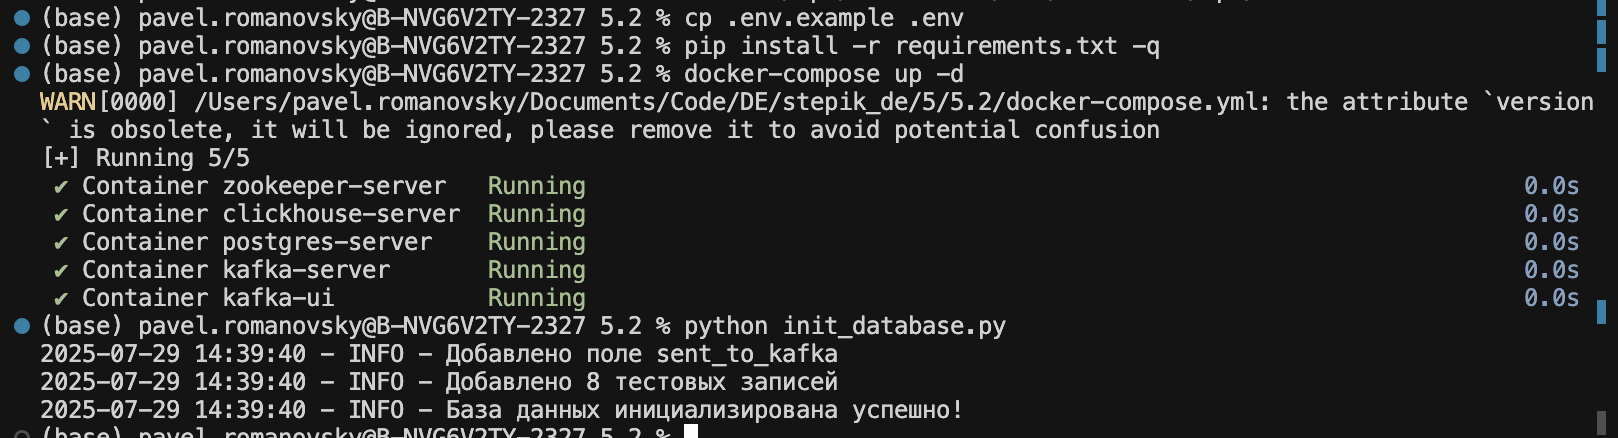 (base) pavel.romanovsky@B-NVG6V2TY-2327 5.2 % cp .env.example .env
(base) pavel.romanovsky@B-NVG6V2TY-2327 5.2 % pip install -r requirements.txt -q
(base) pavel.romanovsky@B-NVG6V2TY-2327 5.2 % docker-compose up -d
WARN[0000] /Users/pavel.romanovsky/Documents/Code/DE/stepik_de/5/5.2/docker-compose.yml: the attribute `version
` is obsolete, it will be ignored, please remove it to avoid potential confusion
[+] Running 5/5
✔ Container zookeeper-server Running 0.0s
✔ Container clickhouse-server Running 0.0s
✔ Container postgres-server Running 0.0s
✔ Container kafka-server Running 0.0s
✔ Container kafka-ui Running 0.0s
(base) pavel.romanovsky@B-NVG6V2TY-2327 5.2 % python init_database.py
2025-07-29 14:39:40 - INFO - Добавлено поле sent_to_kafka
2025-07-29 14:39:40 - INFO - Добавлено 8 тестовых записей
2025-07-29 14:39:40 - INFO - База данных инициализирована успешно!
(base) pavel.romanovsky@B-NVG6V2TY-2327 5.2 %